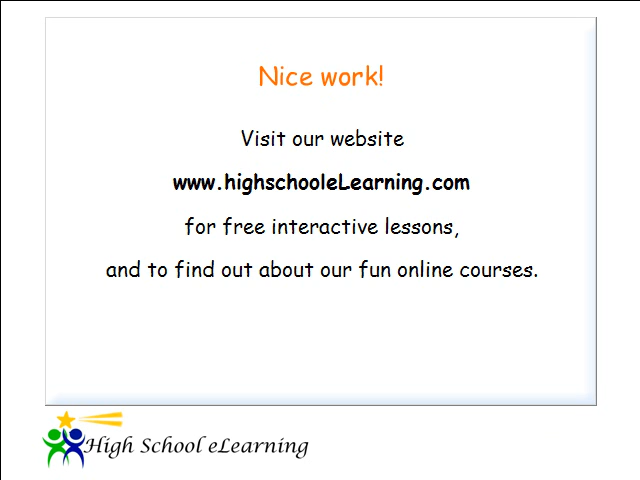 Nice work!
Visit our website
www.highschooleLearning.com
for free interactive lessons,
and to find out about our fun online courses.
High School eLearning